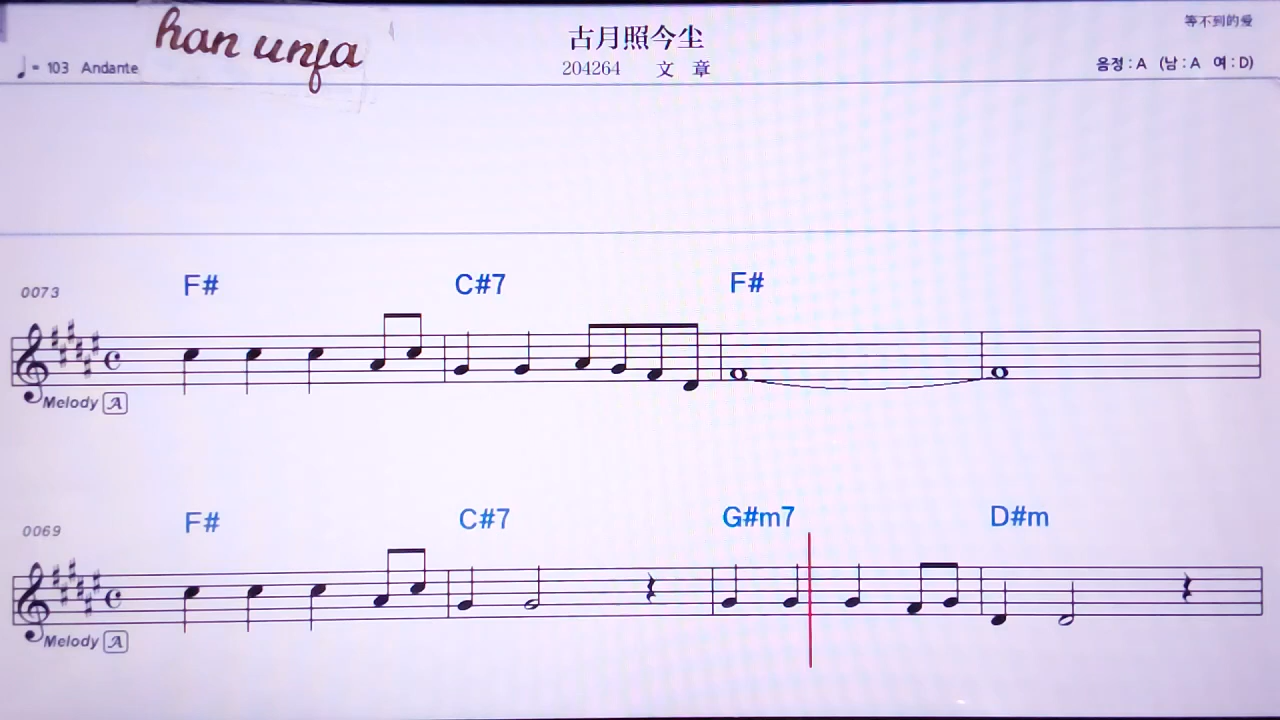 han unfa
古月照今尘
等不到的爱
♩= 103 Andante
204264 文 章
음정 : A (남 : A 여 : D)
0073
F# C#7 F#
Melody A
0069
F# C#7 G#m7 D#m
Melody A